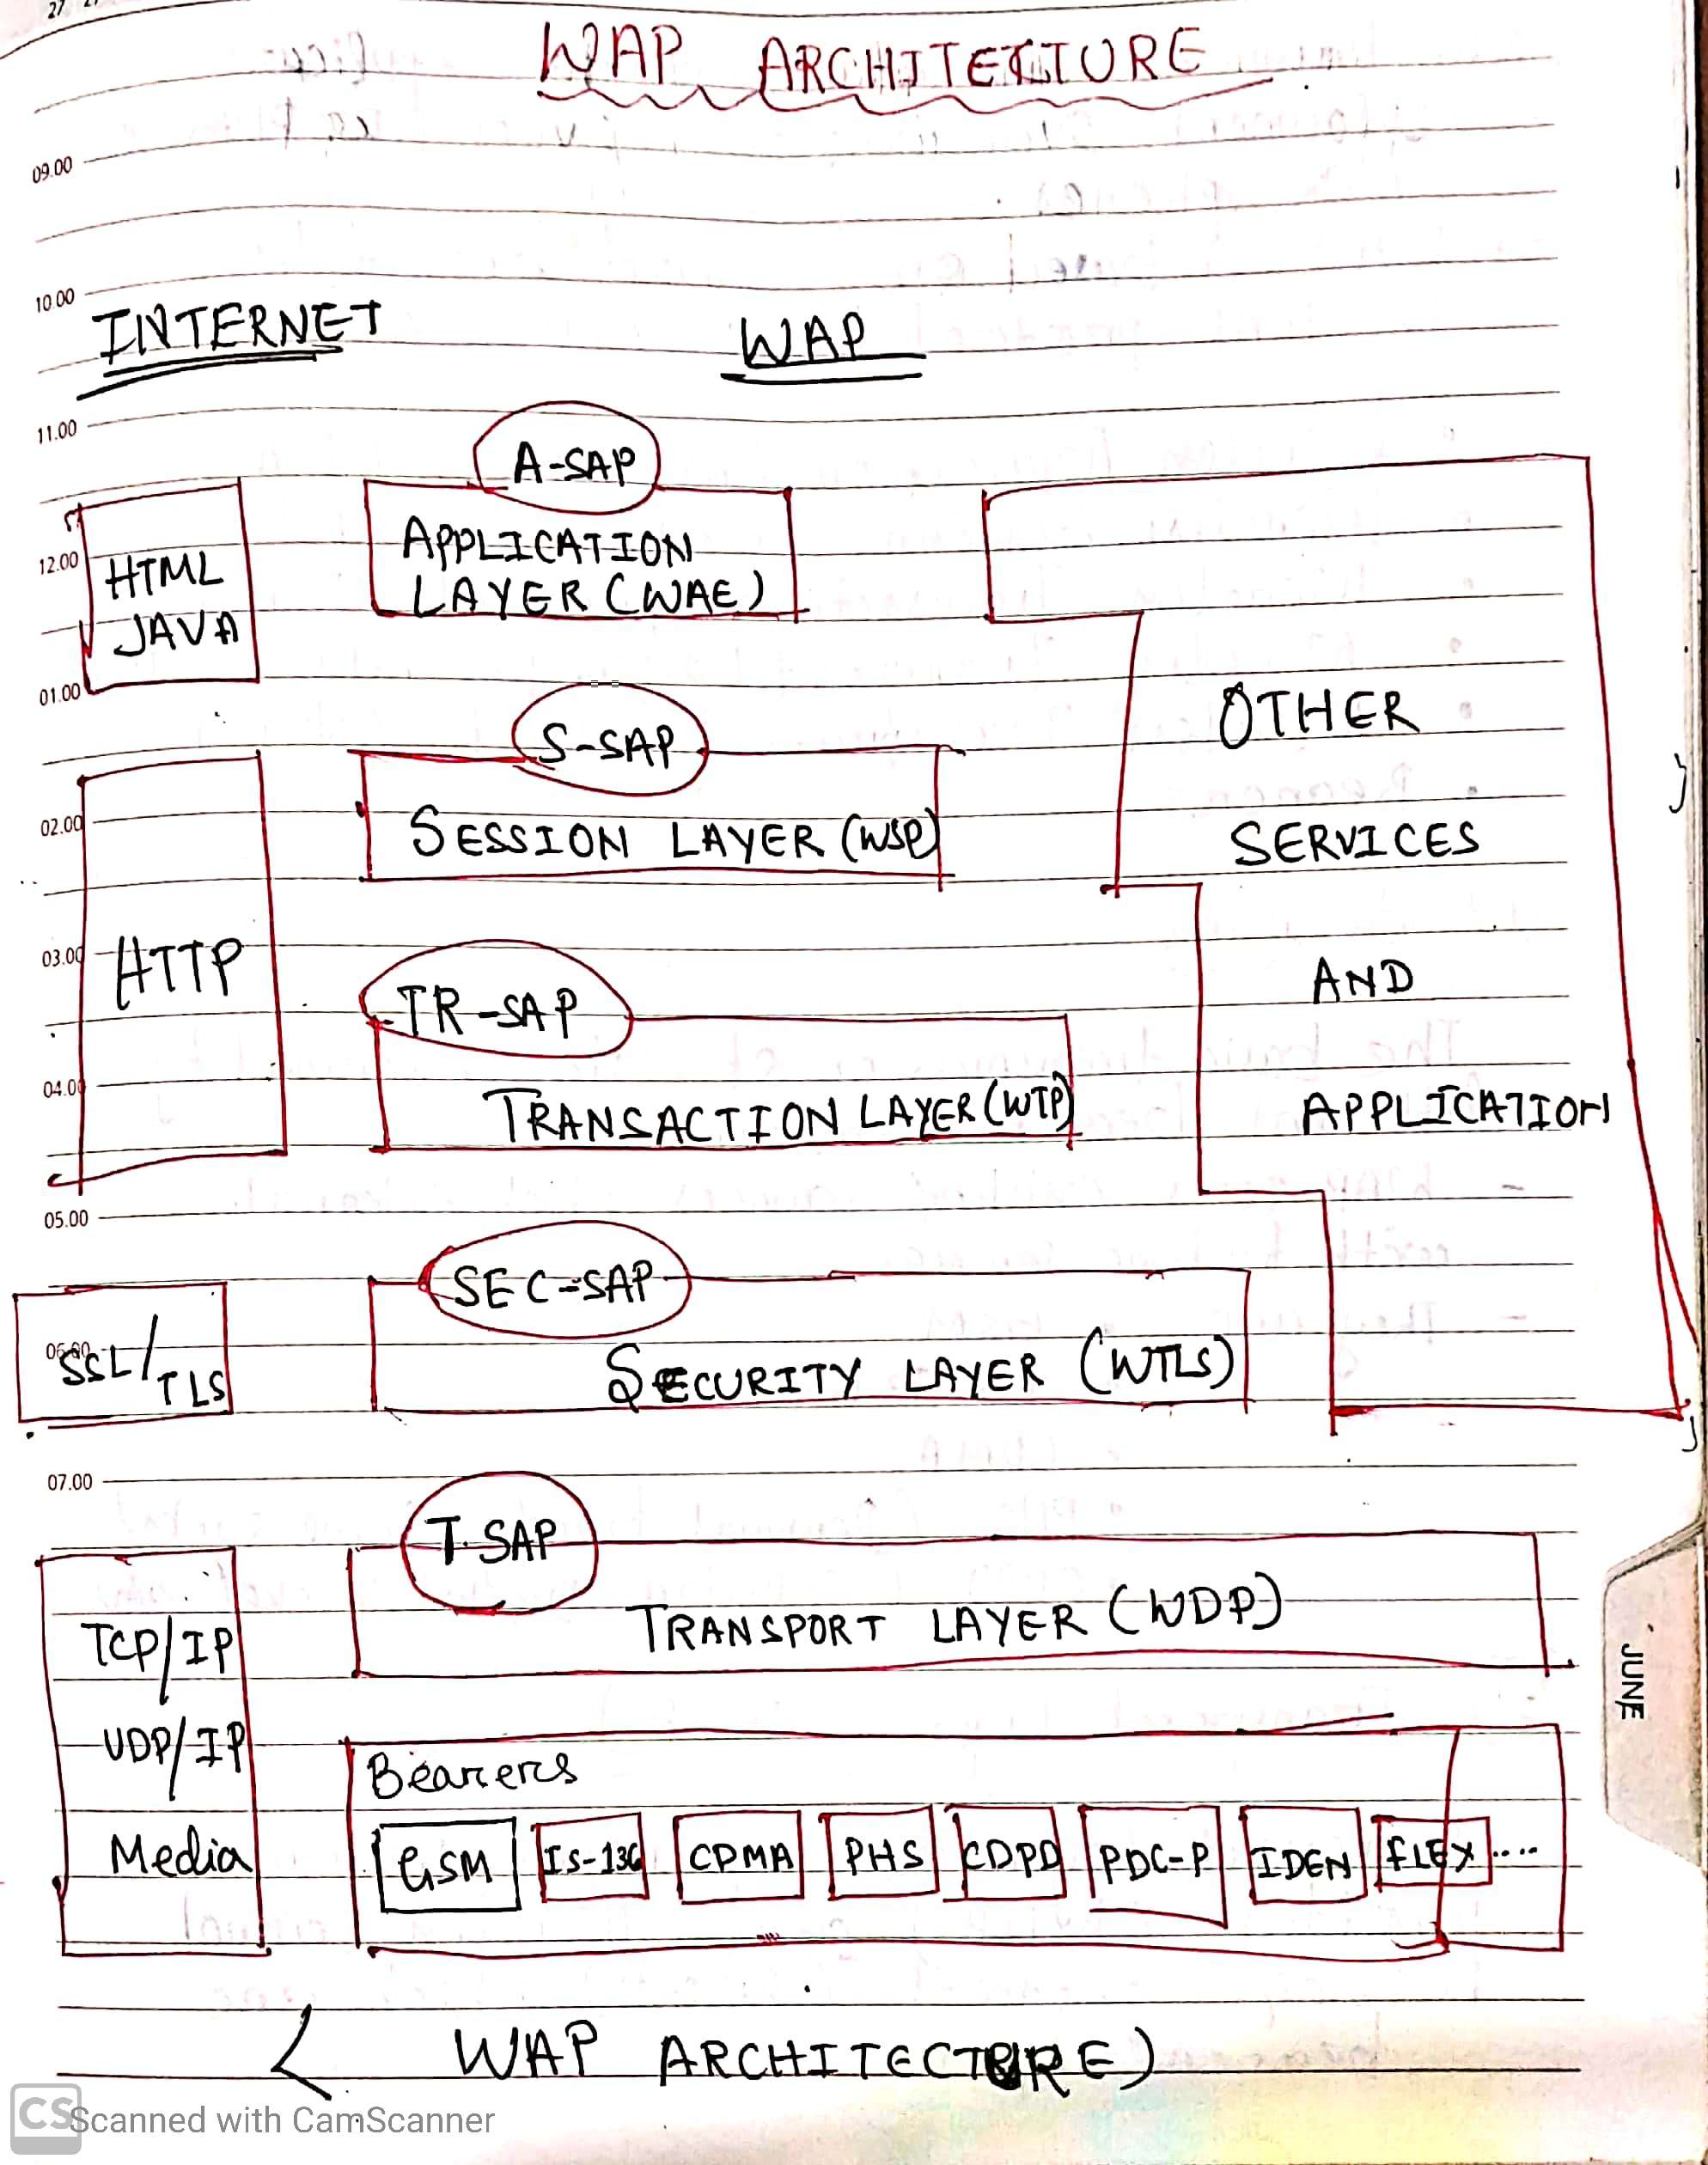 27
WAP ARCHITECTURE
09.00
10.00
INTERNET
WAP
11.00
A-SAP
12.00
HTML
JAVA
APPLICATION
LAYER (WAE)
01.00
S-SAP
OTHER
02.00
SESSION LAYER (WSP)
SERVICES
03.00
HTTP
AND
TR-SAP
04.00
TRANSACTION LAYER (WTP)
APPLICATION
05.00
SEC-SAP
06.00
SSL/TLS
SECURITY LAYER (WTLS)
07.00
T.SAP
TCP/IP
TRANSPORT LAYER (WDP)
JUNE
UDP/IP
Bearers
Media
GSM IS-136 CDMA PHS CDPD PDC-P IDEN FLEX ....
( WAP ARCHITECTURE)
CS Scanned with CamScanner